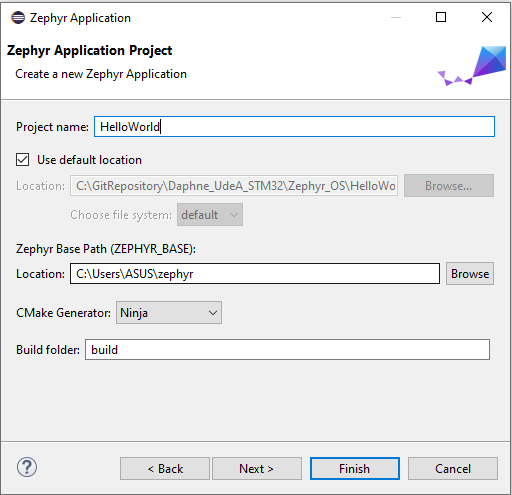 Zephyr Application
Zephyr Application Project
Create a new Zephyr Application
Project name: HelloWorld
Use default location
Location: C:\GitRepository\Daphne_UdeA_STM32\Zephyr_OS\HelloWo Browse...
Choose file system: default
Zephyr Base Path (ZEPHYR_BASE):
Location: C:\Users\ASUS\zephyr Browse
CMake Generator: Ninja
Build folder: build
? < Back Next > Finish Cancel